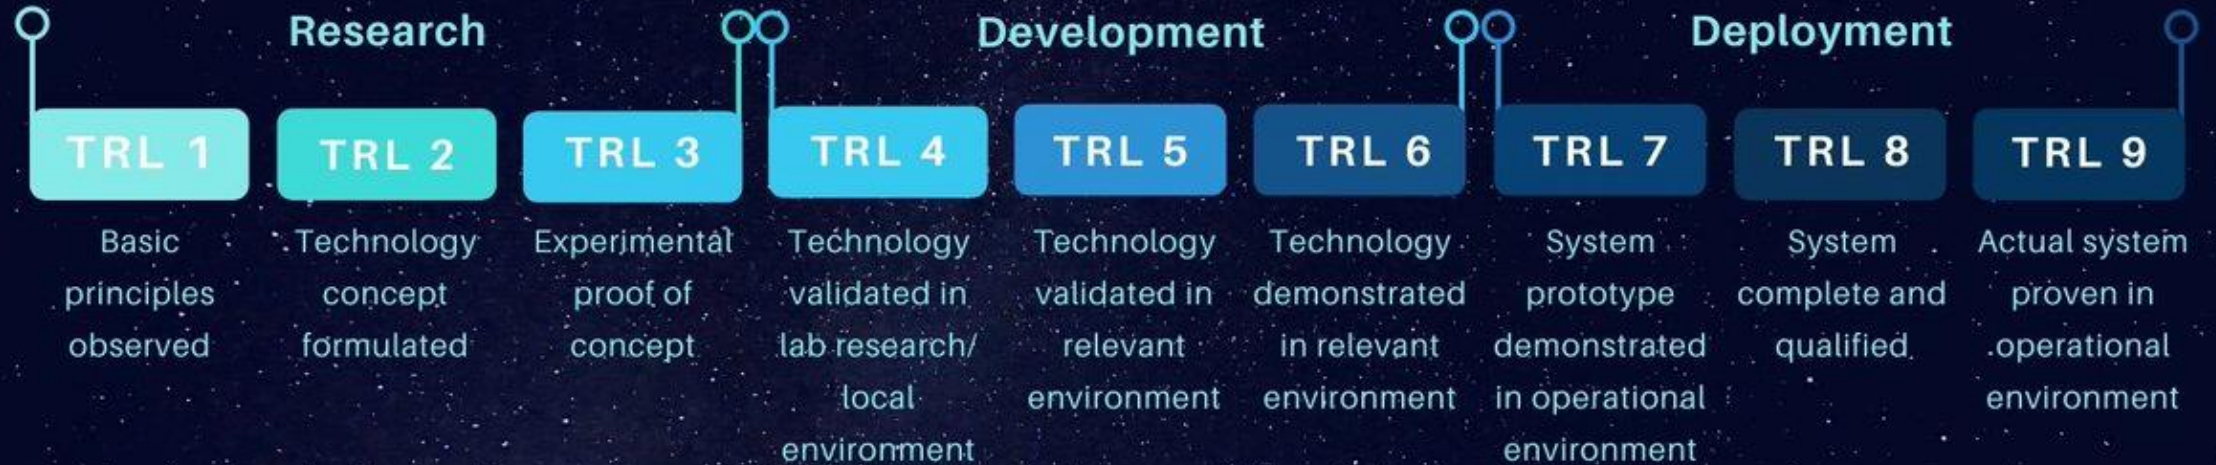 Research
Development
Deployment
TRL 1
TRL 2
TRL 3
TRL 4
TRL 5
TRL 6
TRL 7
TRL 8
TRL 9
Basic
principles
observed
Technology
concept
formulated
Experimental
proof of
concept
Technology
validated in
lab research/
local
environment
Technology
validated in
relevant
environment
Technology
demonstrated
in relevant
environment
System
prototype
demonstrated
in operational
environment
System
complete and
qualified
Actual system
proven in
operational
environment